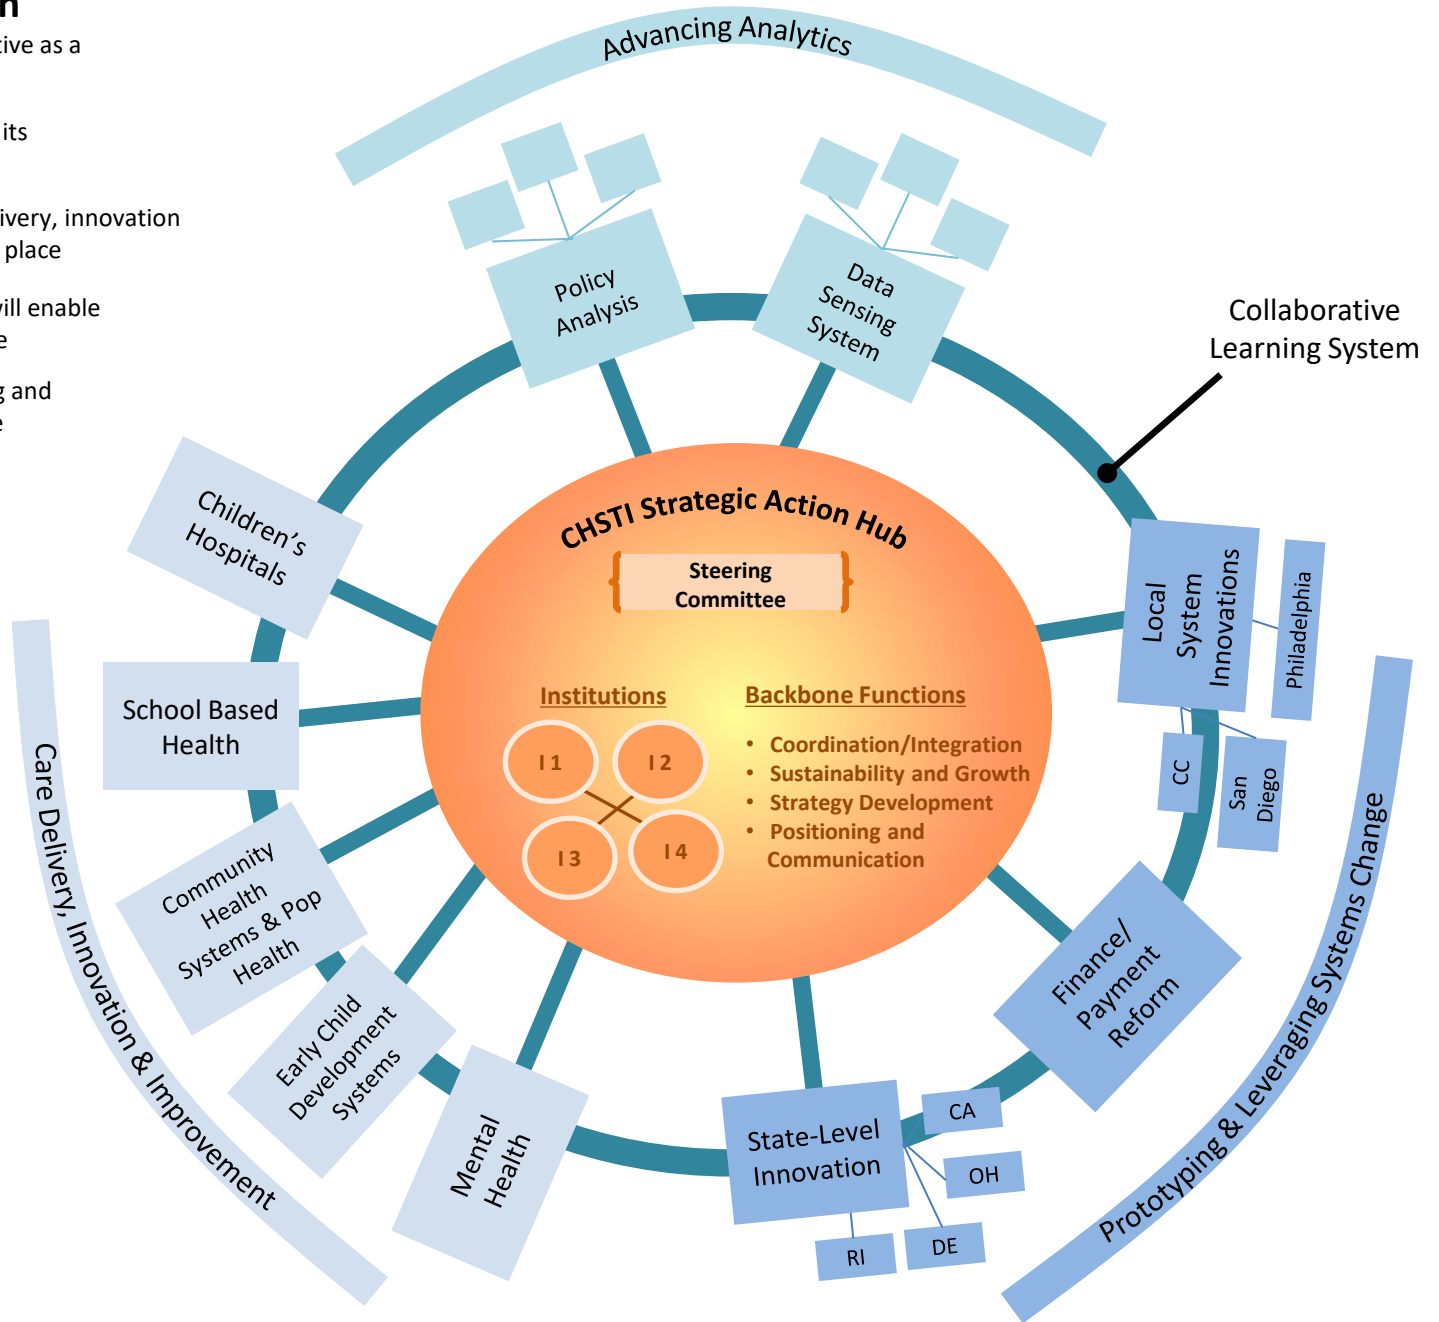 n
tive as a
its
ivery, innovation
place
will enable
e
g and
e
Advancing Analytics
Policy
Analysis
Data
Sensing
System
Collaborative
Learning System
Children's
Hospitals
School Based
Health
Community
Health
Systems & Pop
Health
Early Child
Development
Systems
Mental
Health
Care Delivery, Innovation & Improvement
CHSTI Strategic Action Hub
Steering
Committee
Institutions
I 1
I 2
I 3
I 4
Backbone Functions
• Coordination/Integration
• Sustainability and Growth
• Strategy Development
• Positioning and
Communication
Local
System
Innovations
Philadelphia
CC
San
Diego
Finance/
Payment
Reform
State-Level
Innovation
CA
OH
DE
RI
Prototyping & Leveraging Systems Change